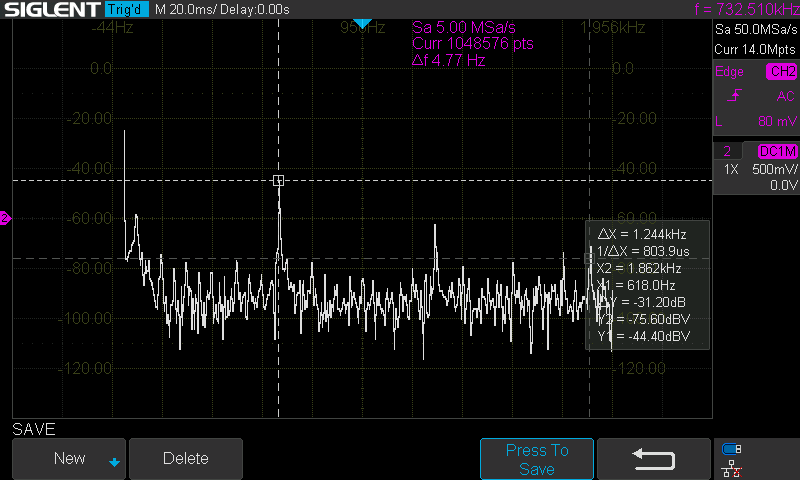 SIGLENT Trig'd M 20.0ms/ Delay:0.00s f = 732.510kHz
-44Hz 956Hz 1,956kHz
Sa 5.00 MSa/s
Curr 1048576 pts
Δf 4.77 Hz
Sa 50.0MSa/s
Curr 14.0Mpts
Edge CH2
AC
L 80 mV
2 DC1M
1X 500mV/
0.0V
0.0 0.0
-20.00 -20.00
-40.00 -40.00
2
-60.00 -60.00
-80.00
-100.00
-120.00 -120.00
ΔX = 1.244kHz
1/ΔX = 803.9us
X2 = 1.862kHz
X1 = 618.0Hz
ΔY = -31.20dB
Y2 = -75.60dBV
Y1 = -44.40dBV
SAVE
New
Delete
Press To
Save